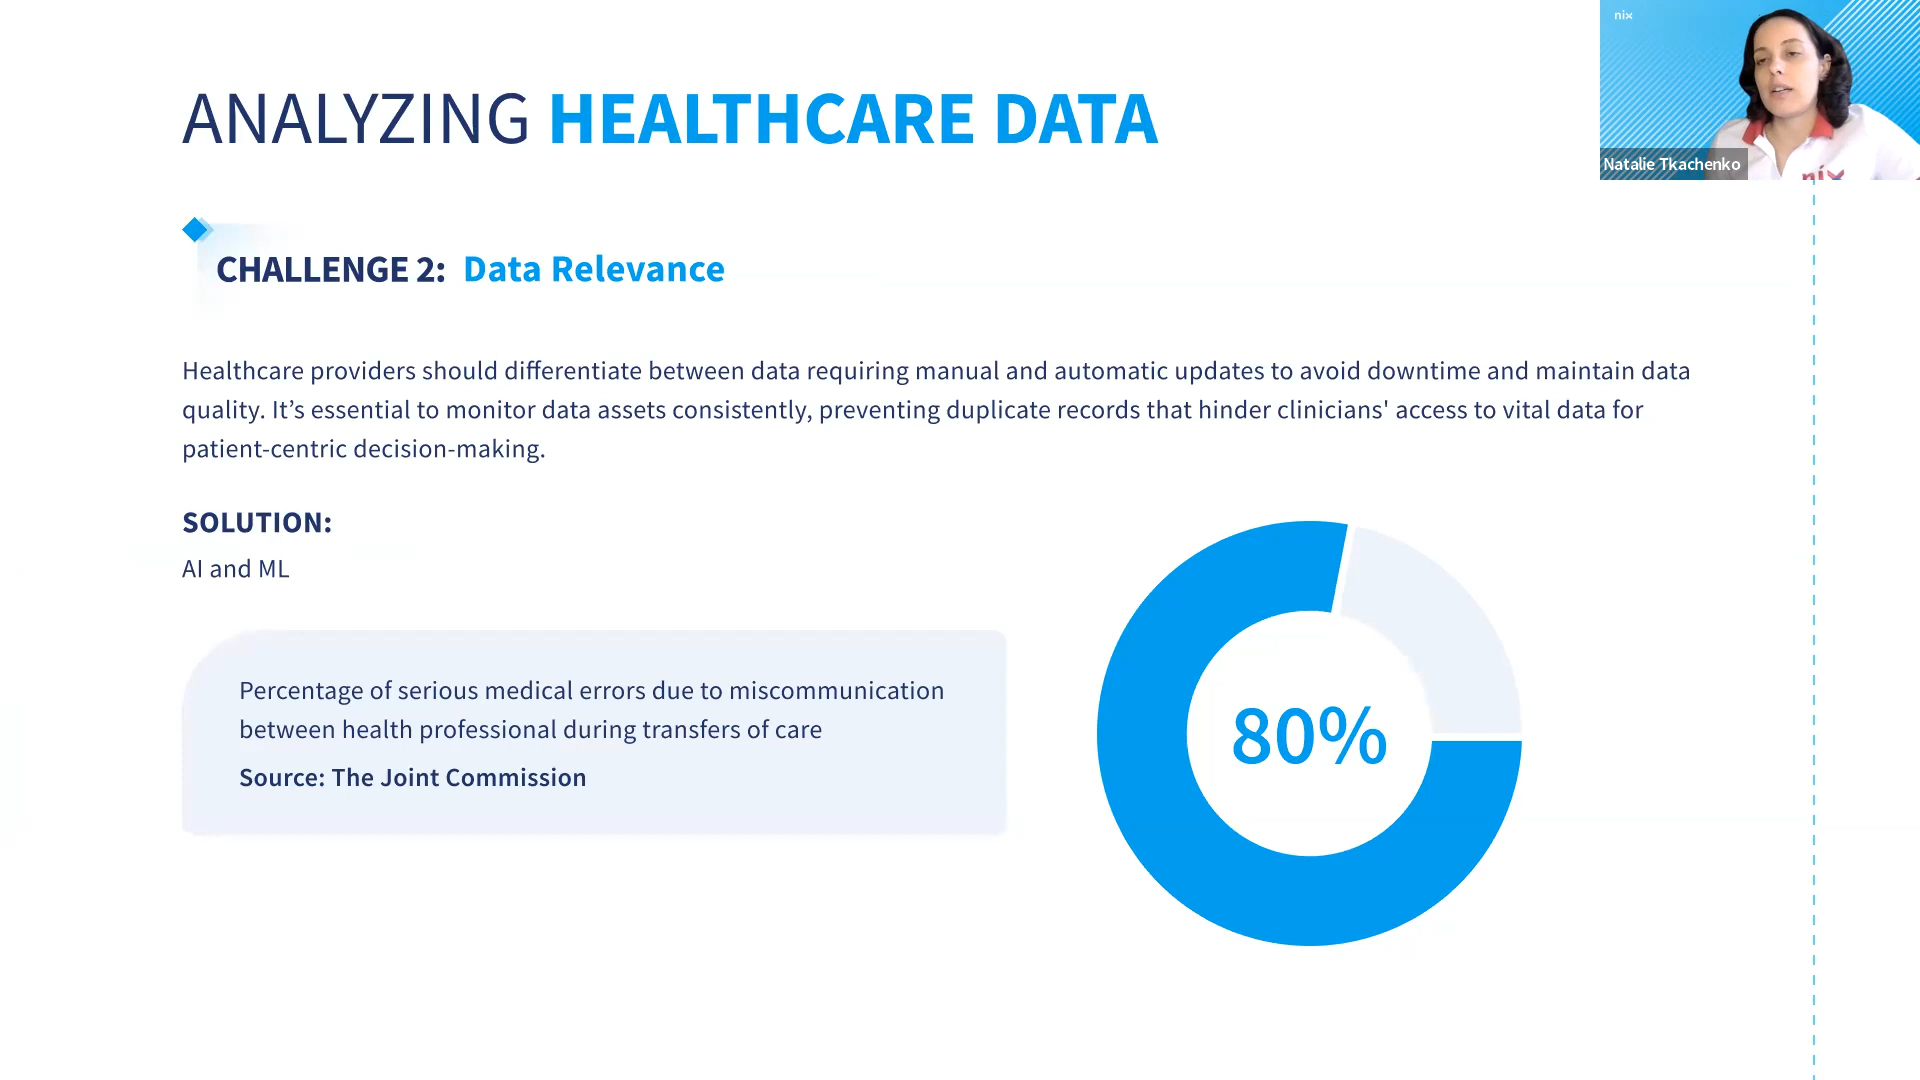 nix
ANALYZING HEALTHCARE DATA
Natalie Tkachenko
nix
CHALLENGE 2: Data Relevance
Healthcare providers should differentiate between data requiring manual and automatic updates to avoid downtime and maintain data
quality. It’s essential to monitor data assets consistently, preventing duplicate records that hinder clinicians' access to vital data for
patient-centric decision-making.
SOLUTION:
AI and ML
Percentage of serious medical errors due to miscommunication
between health professional during transfers of care
Source: The Joint Commission
80%